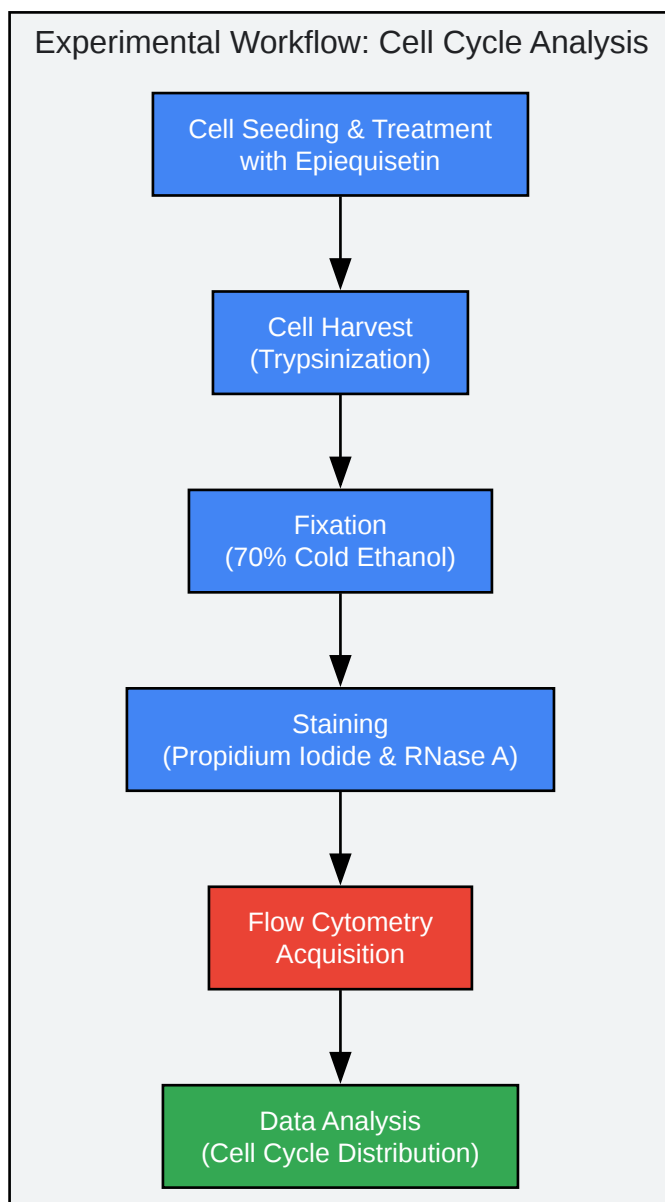 Experimental Workflow: Cell Cycle Analysis
Cell Seeding & Treatment
with Epiequisetin
Cell Harvest
(Trypsinization)
Fixation
(70% Cold Ethanol)
Staining
(Propidium Iodide & RNase A)
Flow Cytometry
Acquisition
Data Analysis
(Cell Cycle Distribution)